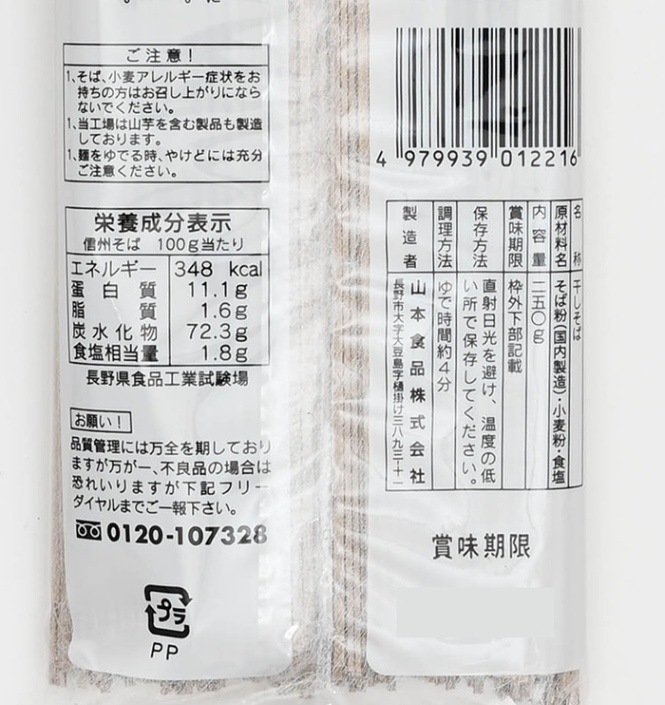 ご注意！
1、そば、小麦アレルギー症状をお
持ちの方はお召し上がりになら
ないでください。
1、当工場は山芋を含む製品も製造
しております。
1、麺をゆでる時、やけどには充分
ご注意ください。
栄養成分表示
信州そば 100g当たり
エネルギー 348 kcal
蛋白質 11.1g
脂質 1.6g
炭水化物 72.3g
食塩相当量 1.8g
長野県食品工業試験場
お願い！
品質管理には万全を期しており
ますが万が一、不良品の場合は
恐れいりますが下記フリー
ダイヤルまでご一報下さい。
0120-107328
プラ
PP
4 979939 012216
名称 干しそば
原材料名 そば粉(国内製造)・小麦粉・食塩
内容量 二五〇g
賞味期限 枠外下部記載
保存方法 直射日光を避け、温度の低
い所で保存してください。
調理方法 ゆで時間約4分
製造者 山本食品株式会社
長野市大字大豆島字樋掛け三八九三十一
賞味期限